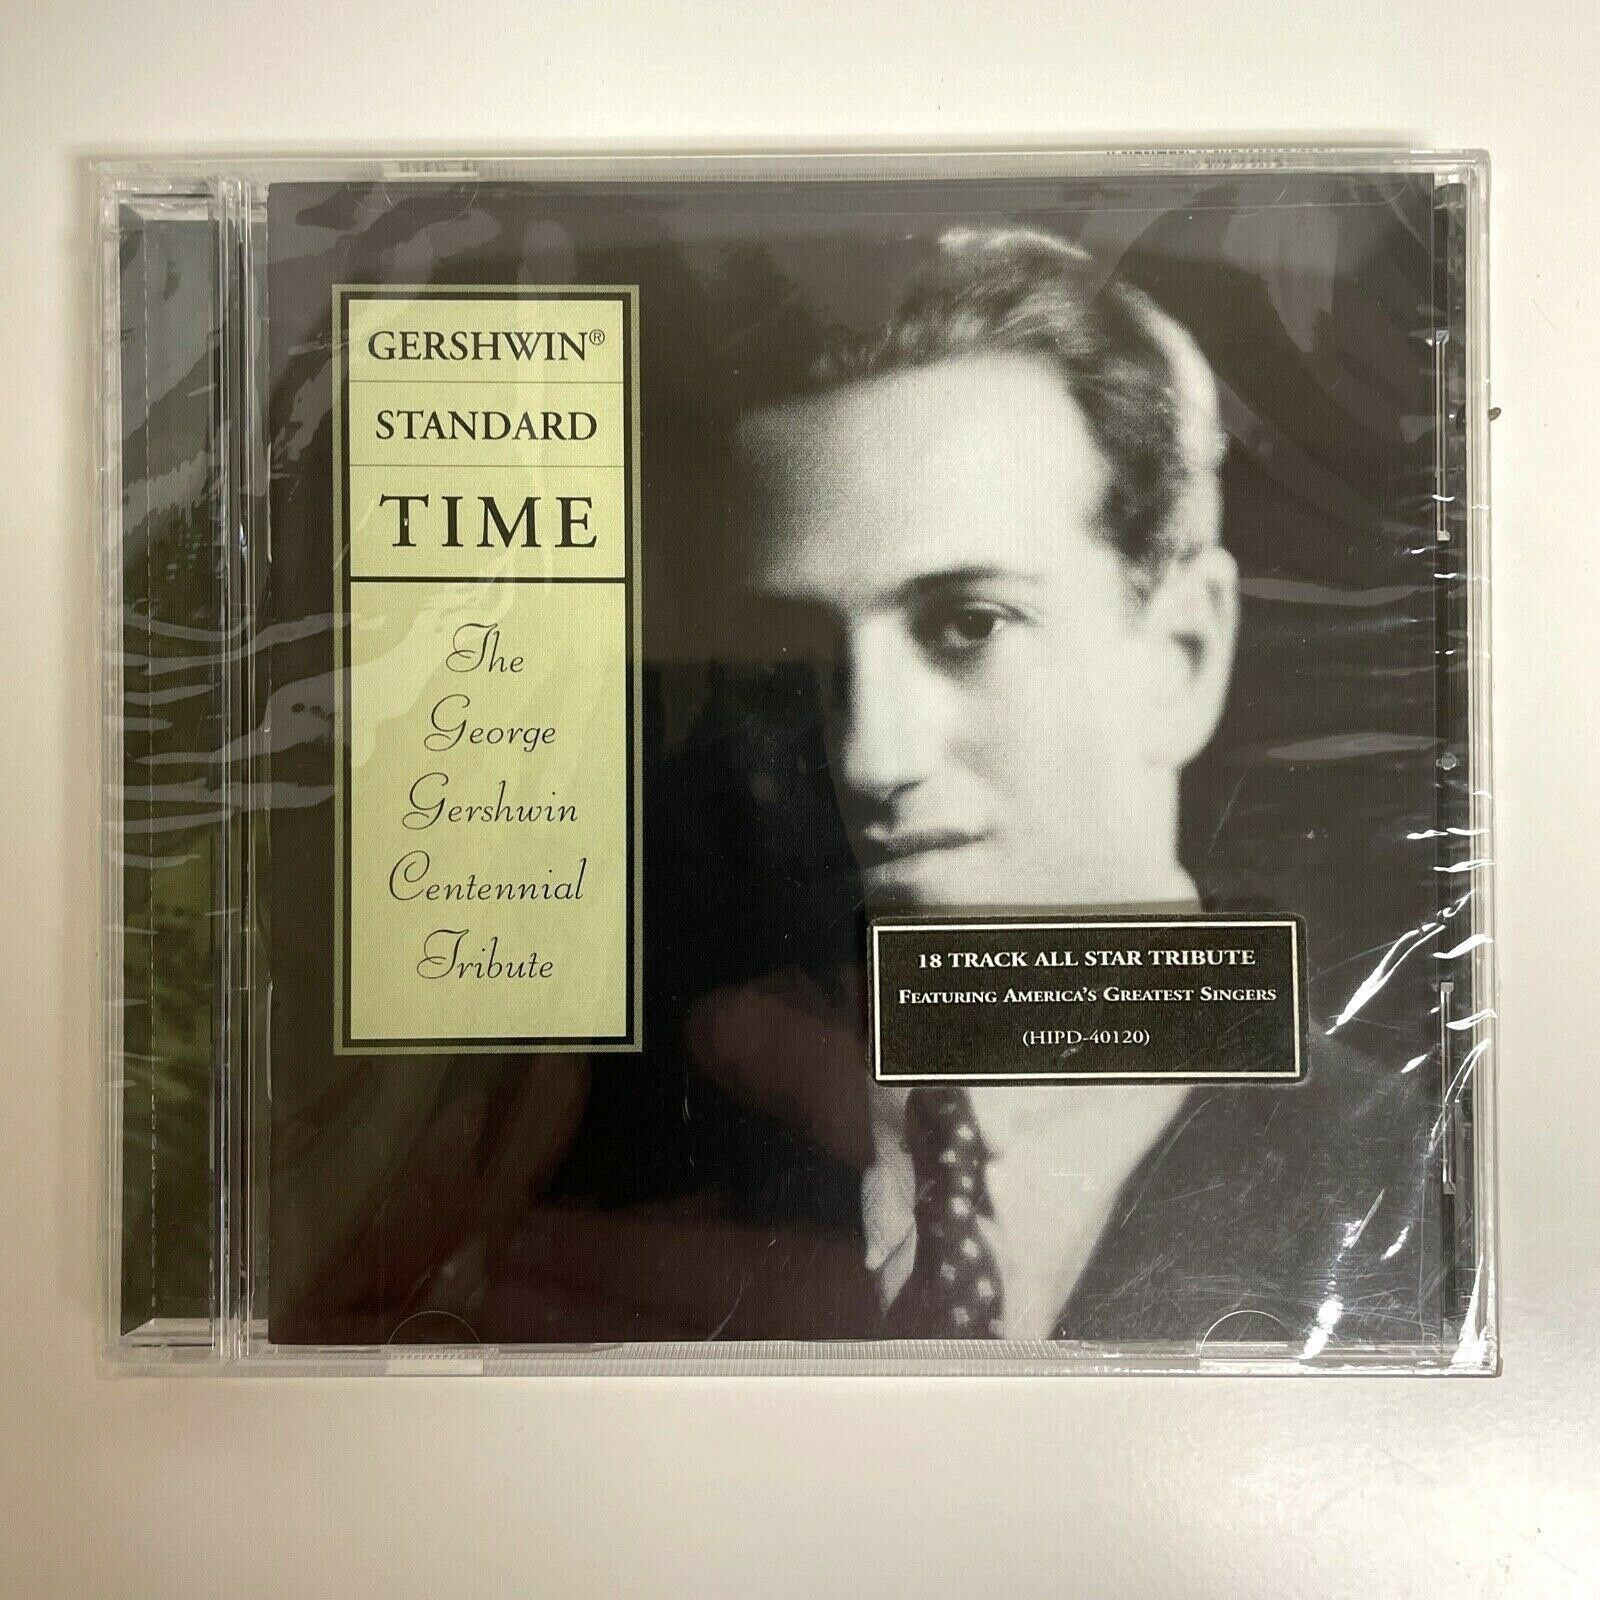 GERSHWIN®
STANDARD
TIME
The
George
Gershwin
Centennial
Tribute
18 TRACK ALL STAR TRIBUTE
FEATURING AMERICA'S GREATEST SINGERS
(HIPD-40120)